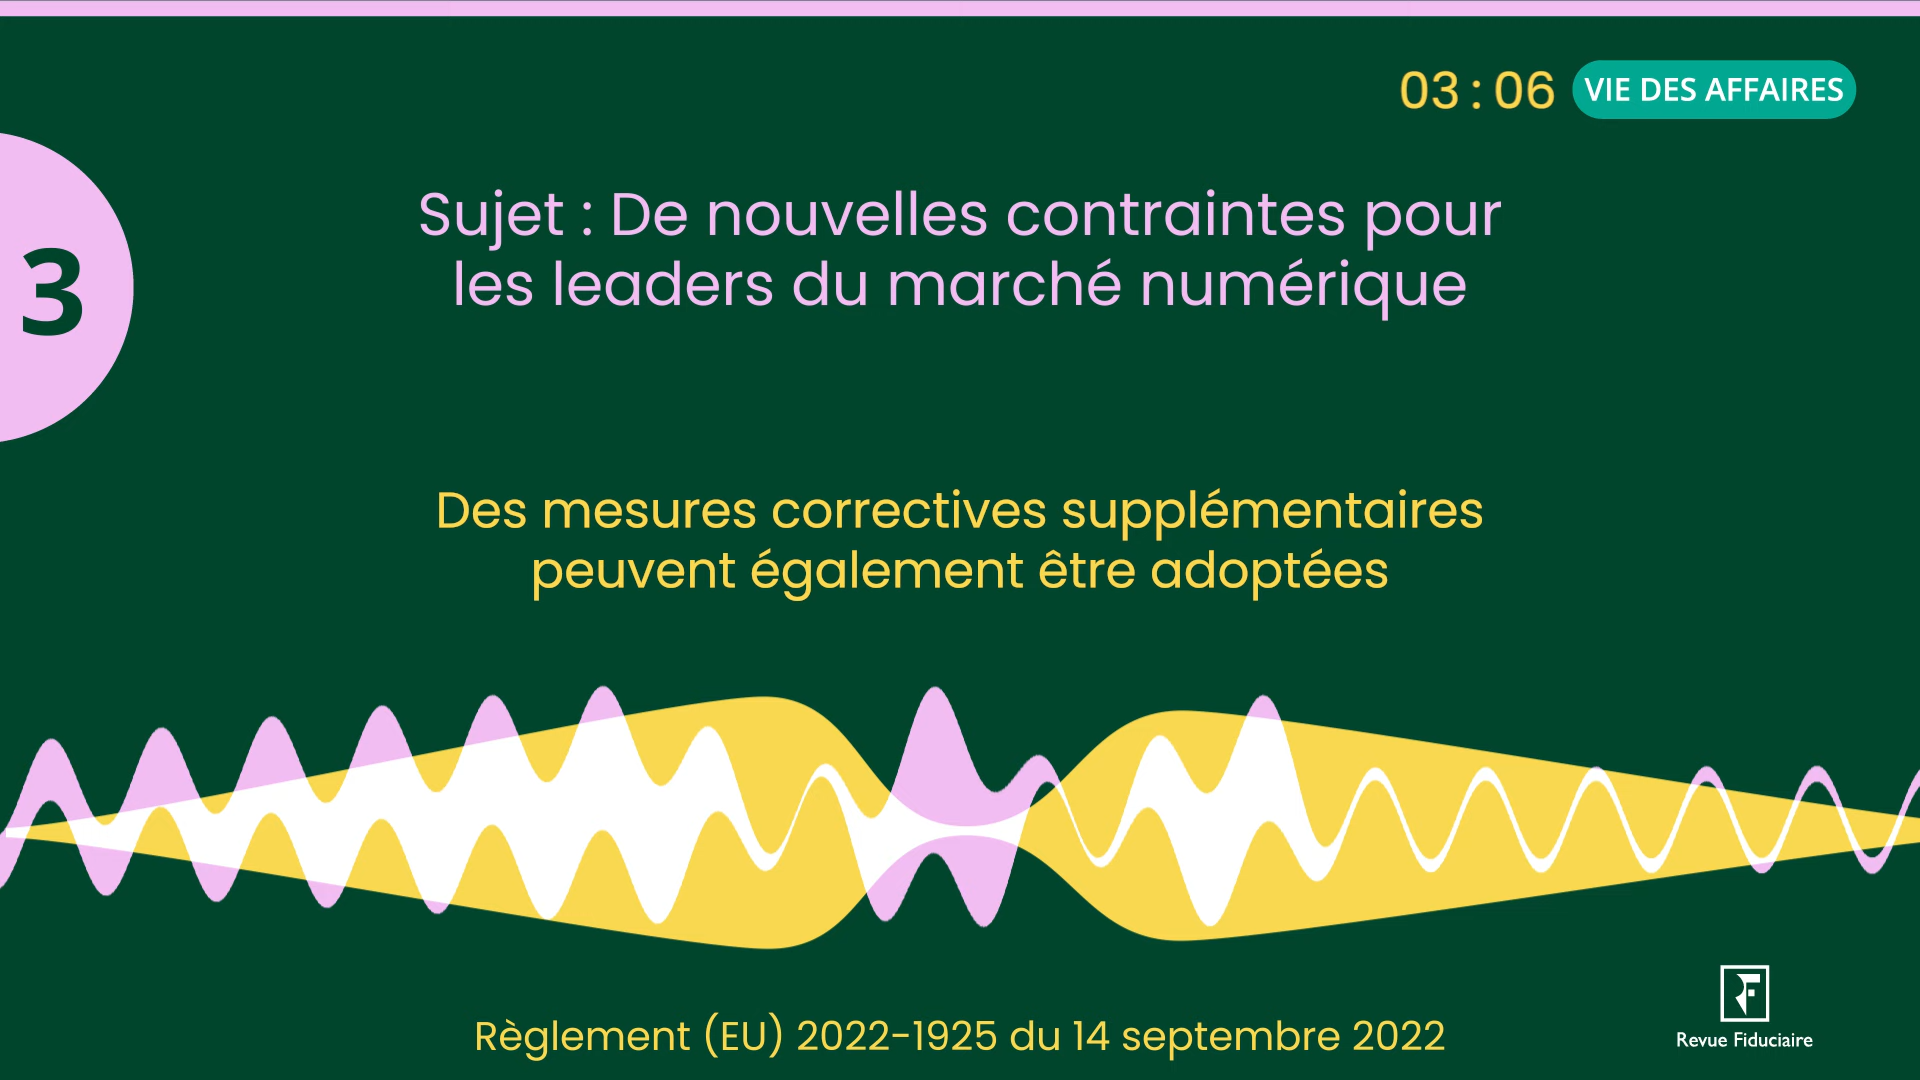 03 : 06 VIE DES AFFAIRES
3
Sujet : De nouvelles contraintes pour
les leaders du marché numérique
Des mesures correctives supplémentaires
peuvent également être adoptées
Règlement (EU) 2022-1925 du 14 septembre 2022
RF
Revue Fiduciaire